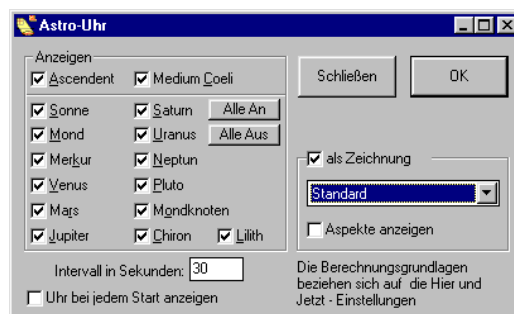 Astro-Uhr
Anzeigen
Ascendent Medium Coeli
Sonne Saturn Alle An
Mond Uranus Alle Aus
Merkur Neptun
Venus Pluto
Mars Mondknoten
Jupiter Chiron Lilith
Intervall in Sekunden: 30
Uhr bei jedem Start anzeigen
Schließen OK
als Zeichnung
Standard
Aspekte anzeigen
Die Berechnungsgrundlagen
beziehen sich auf die Hier und
Jetzt - Einstellungen